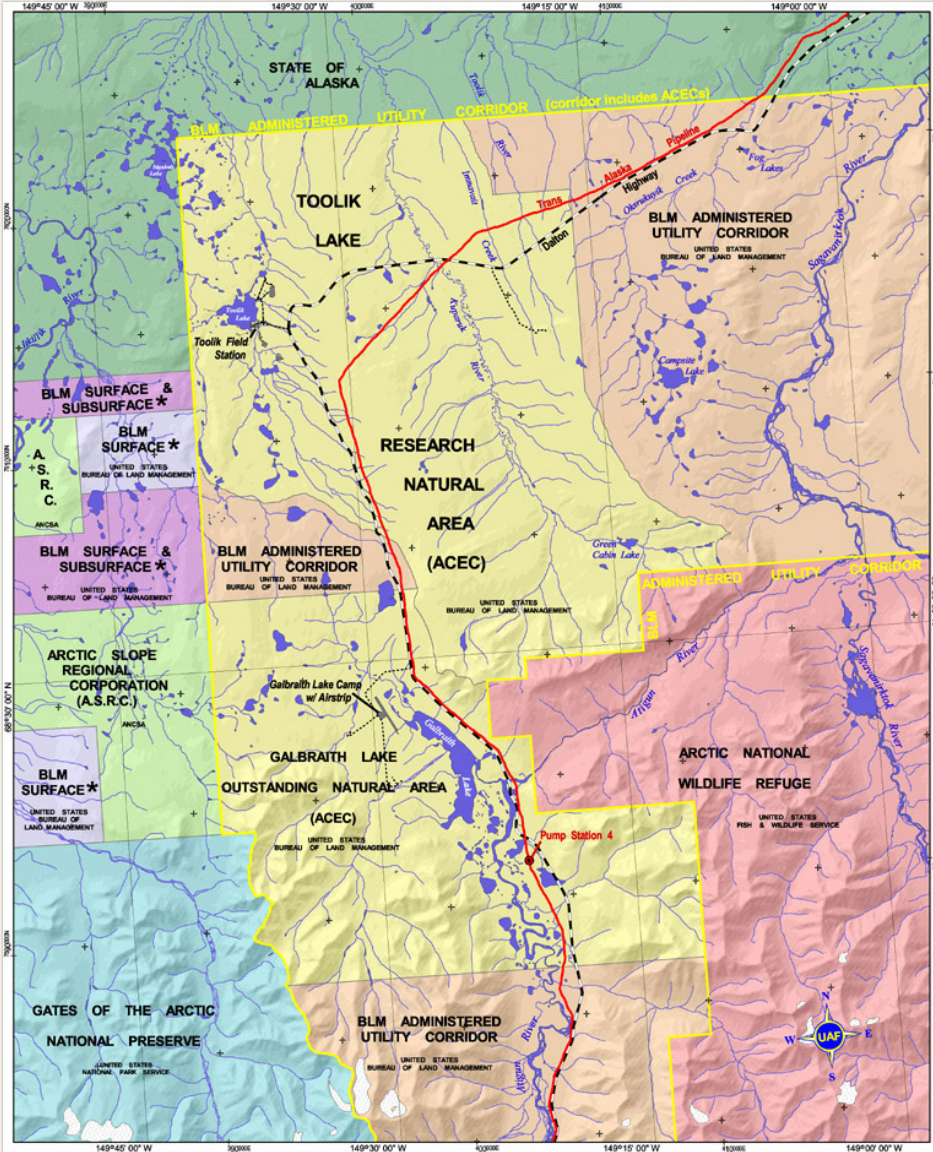 149°45' 00" W
149°30' 00" W
149°15' 00" W
149°00' 00" W
STATE OF
ALASKA
BLM ADMINISTERED UTILITY CORRIDOR (corridor includes ACECs)
Toolik
River
TOOLIK
LAKE
Imnavait
Creek
Trans Alaska Pipeline
Dalton Highway
Fog
Lakes
River
Sagavanirktok
BLM ADMINISTERED
UTILITY CORRIDOR
UNITED STATES
BUREAU OF LAND MANAGEMENT
River
Toolik
Lake
Toolik Field
Station
Kuparuk
River
Campsite
Lake
BLM SURFACE &
SUBSURFACE*
BLM
SURFACE*
UNITED STATES
BUREAU OF LAND MANAGEMENT
A.
S.
R.
C.
ANCSA
RESEARCH
NATURAL
AREA
(ACEC)
UNITED STATES
BUREAU OF LAND MANAGEMENT
BLM SURFACE &
SUBSURFACE*
UNITED STATES
BUREAU OF LAND MANAGEMENT
BLM ADMINISTERED
UTILITY CORRIDOR
UNITED STATES
BUREAU OF LAND MANAGEMENT
Green
Cabin Lake
BLM ADMINISTERED UTILITY CORRIDOR
ARCTIC SLOPE
REGIONAL
CORPORATION
(A.S.R.C.)
ANCSA
68°30' 00" N
Galbraith Lake Camp
w/ Airstrip
Galbraith
Lake
Atigun
River
Sagavanirktok
River
GALBRAITH LAKE
OUTSTANDING NATURAL AREA
(ACEC)
UNITED STATES
BUREAU OF LAND MANAGEMENT
ARCTIC NATIONAL
WILDLIFE REFUGE
UNITED STATES
FISH & WILDLIFE SERVICE
BLM
SURFACE*
UNITED STATES
BUREAU OF
LAND MANAGEMENT
Pump Station 4
GATES OF THE ARCTIC
NATIONAL PRESERVE
UNITED STATES
NATIONAL PARK SERVICE
BLM ADMINISTERED
UTILITY CORRIDOR
UNITED STATES
BUREAU OF LAND MANAGEMENT
Atigun
River
N
W UAF E
S
149°45' 00" W
149°30' 00" W
149°15' 00" W
149°00' 00" W